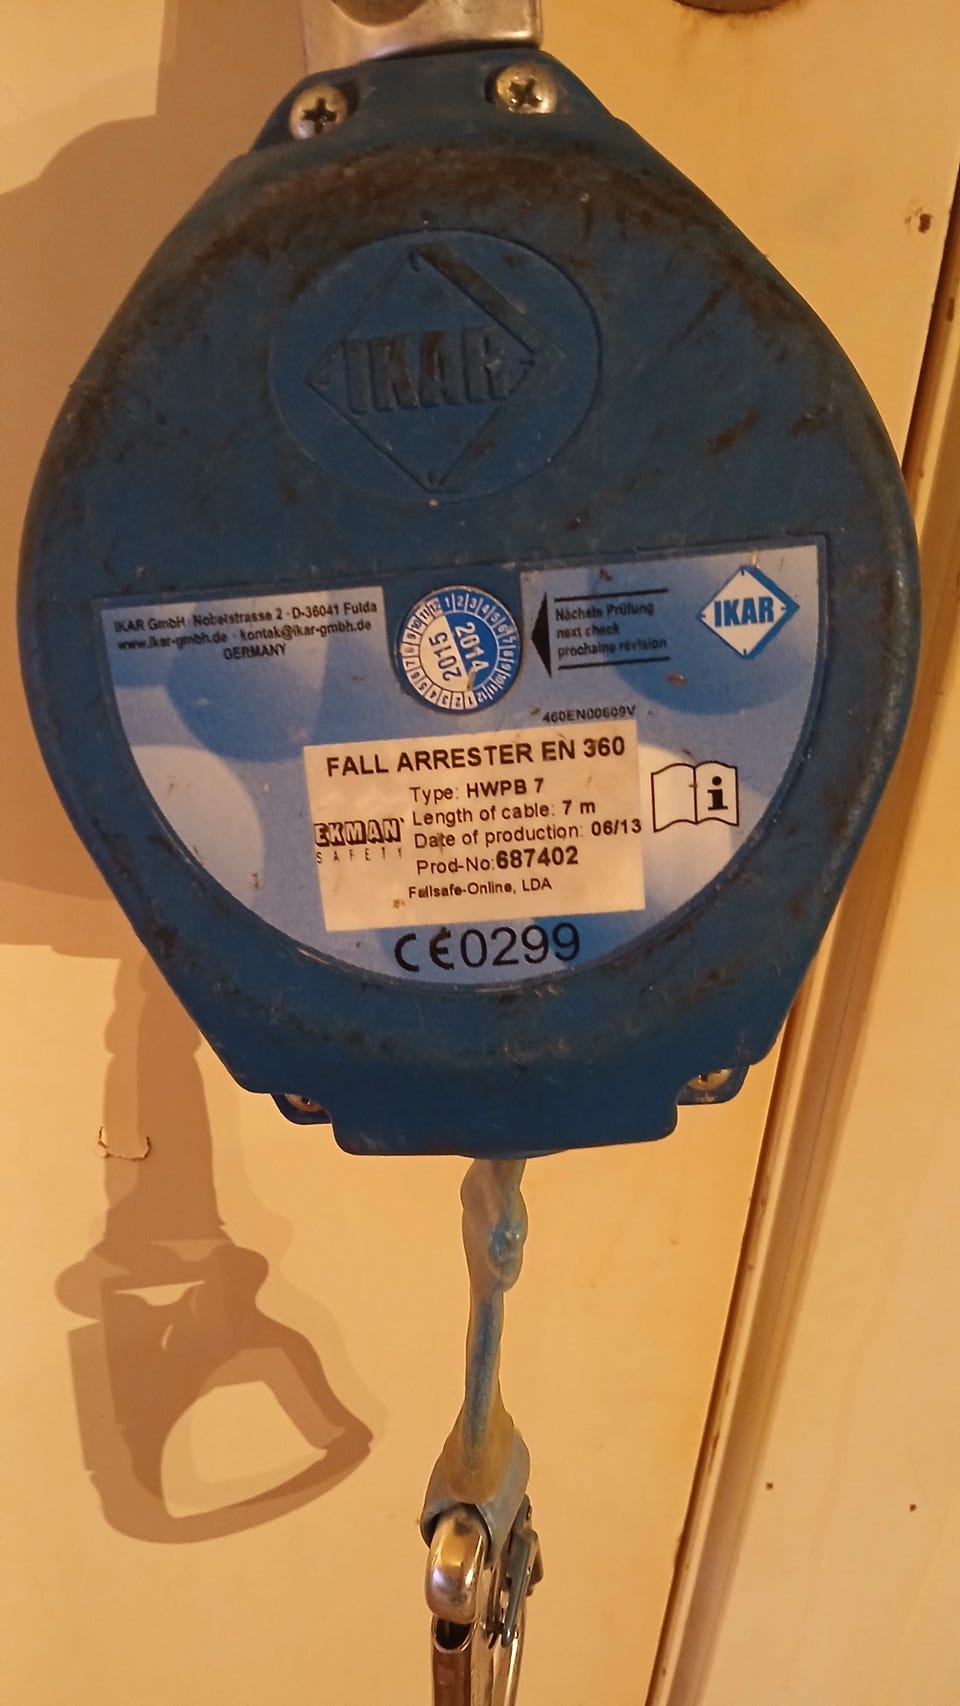 IKAR
IKAR GmbH · Nobelstrasse 2 · D-36041 Fulda
www.ikar-gmbh.de · kontak@ikar-gmbh.de
GERMANY
2014
2015
Nächste Prüfung
next check
prochaine révision
IKAR
460EN00609V
FALL ARRESTER EN 360
Type: HWPB 7
Length of cable: 7 m
Date of production: 06/13
Prod-No:687402
EKMAN
SAFETY
Fallsafe-Online, LDA
i
CE0299